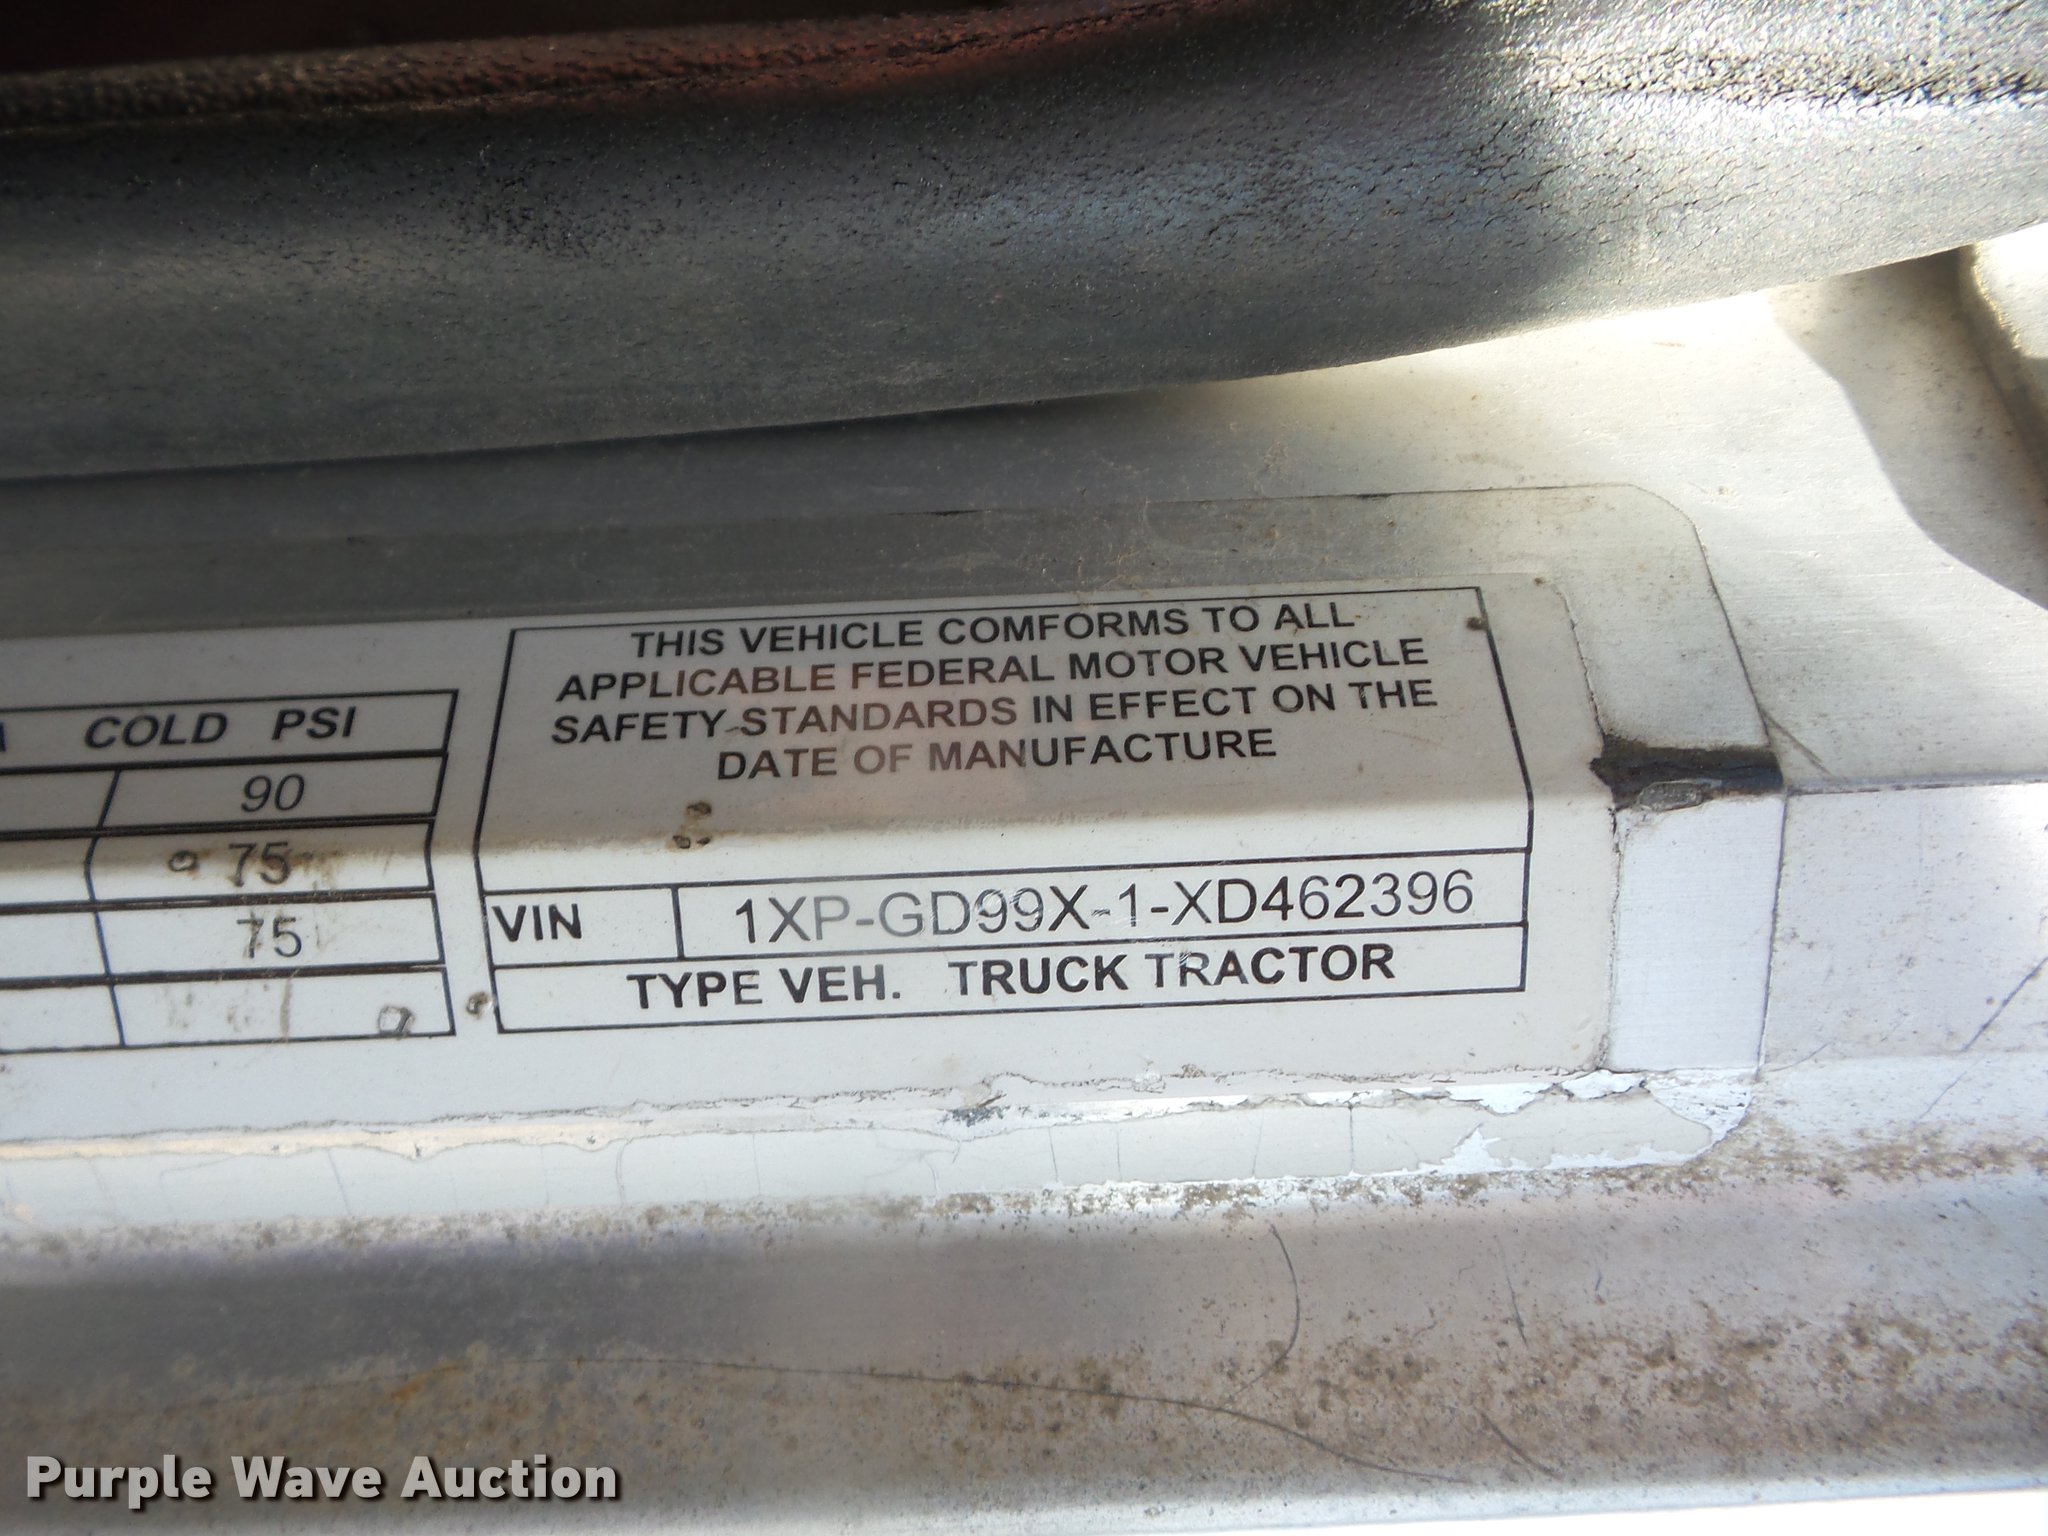 COLD PSI
90
75
75
THIS VEHICLE COMFORMS TO ALL
APPLICABLE FEDERAL MOTOR VEHICLE
SAFETY STANDARDS IN EFFECT ON THE
DATE OF MANUFACTURE
VIN 1XP-GD99X-1-XD462396
TYPE VEH. TRUCK TRACTOR
Purple Wave Auction